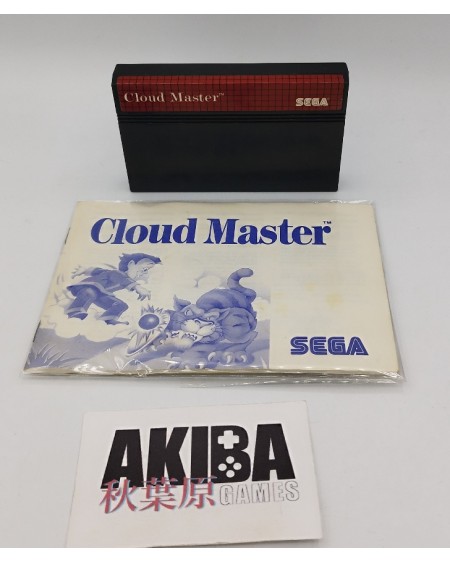 Cloud Master™
SEGA
Cloud Master™
SEGA
AKIBA
秋葉原 GAMES